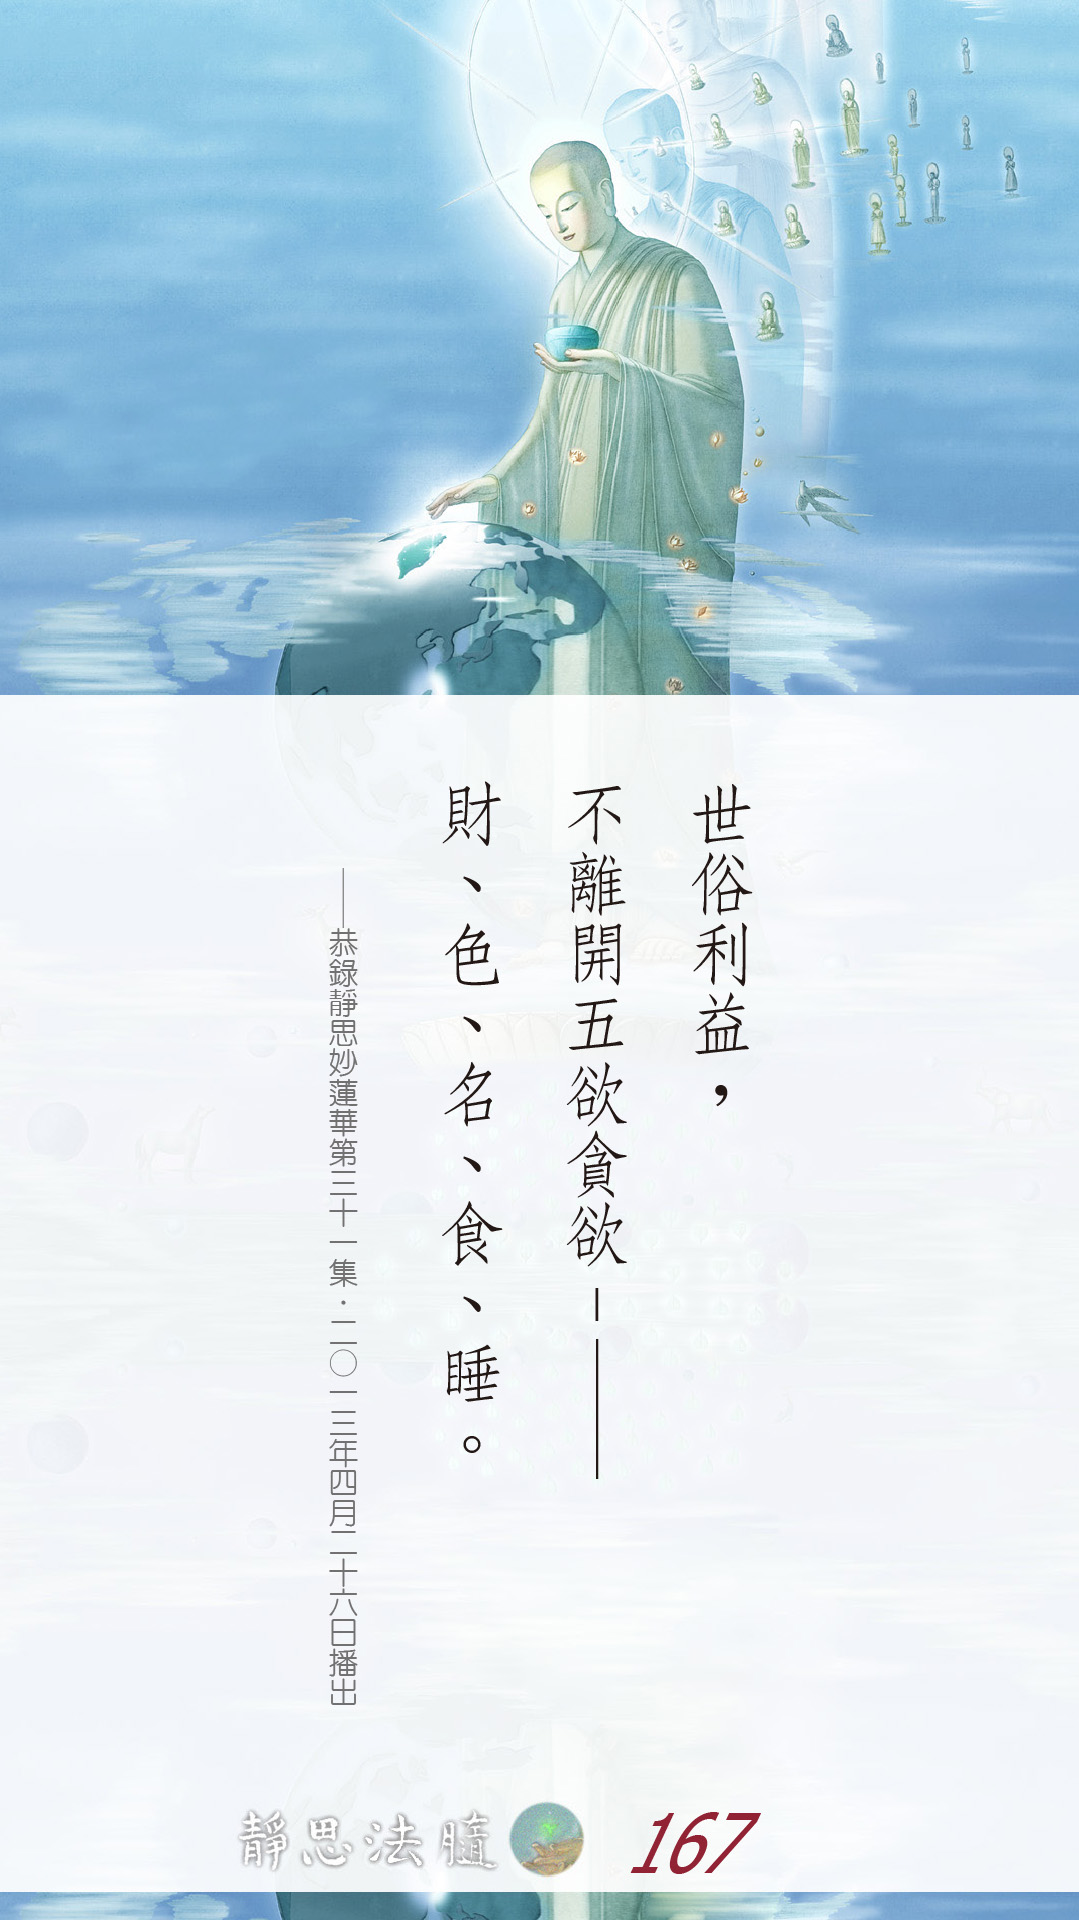 世俗利益，
不離開五欲貪欲－——
財、色、名、食、睡。
——恭錄靜思妙蓮華第三十一集．二〇一三年四月二十六日播出
靜思法髓 167